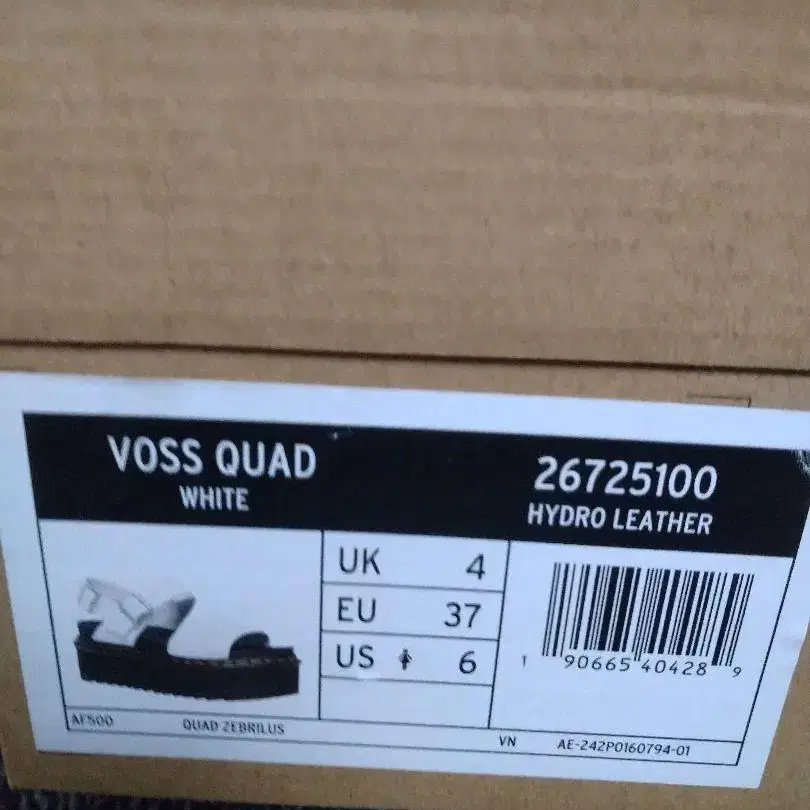 VOSS QUAD
WHITE
26725100
HYDRO LEATHER
UK 4
EU 37
US 6
1 90665 40428 9
AF500 QUAD ZEBRILUS
VN AE-242P0160794-01